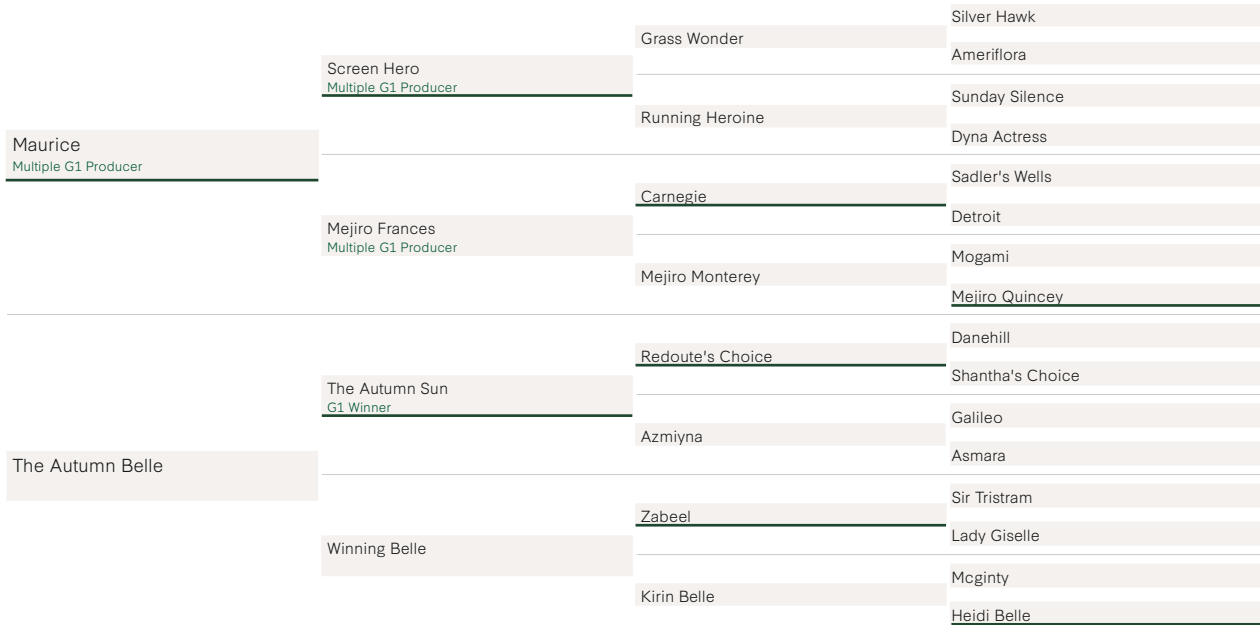 Maurice
Multiple G1 Producer
The Autumn Belle
Screen Hero
Multiple G1 Producer
Mejiro Frances
Multiple G1 Producer
The Autumn Sun
G1 Winner
Winning Belle
Grass Wonder
Running Heroine
Carnegie
Mejiro Monterey
Redoute's Choice
Azmiyna
Zabeel
Kirin Belle
Silver Hawk
Ameriflora
Sunday Silence
Dyna Actress
Sadler's Wells
Detroit
Mogami
Mejiro Quincey
Danehill
Shantha's Choice
Galileo
Asmara
Sir Tristram
Lady Giselle
Mcginty
Heidi Belle